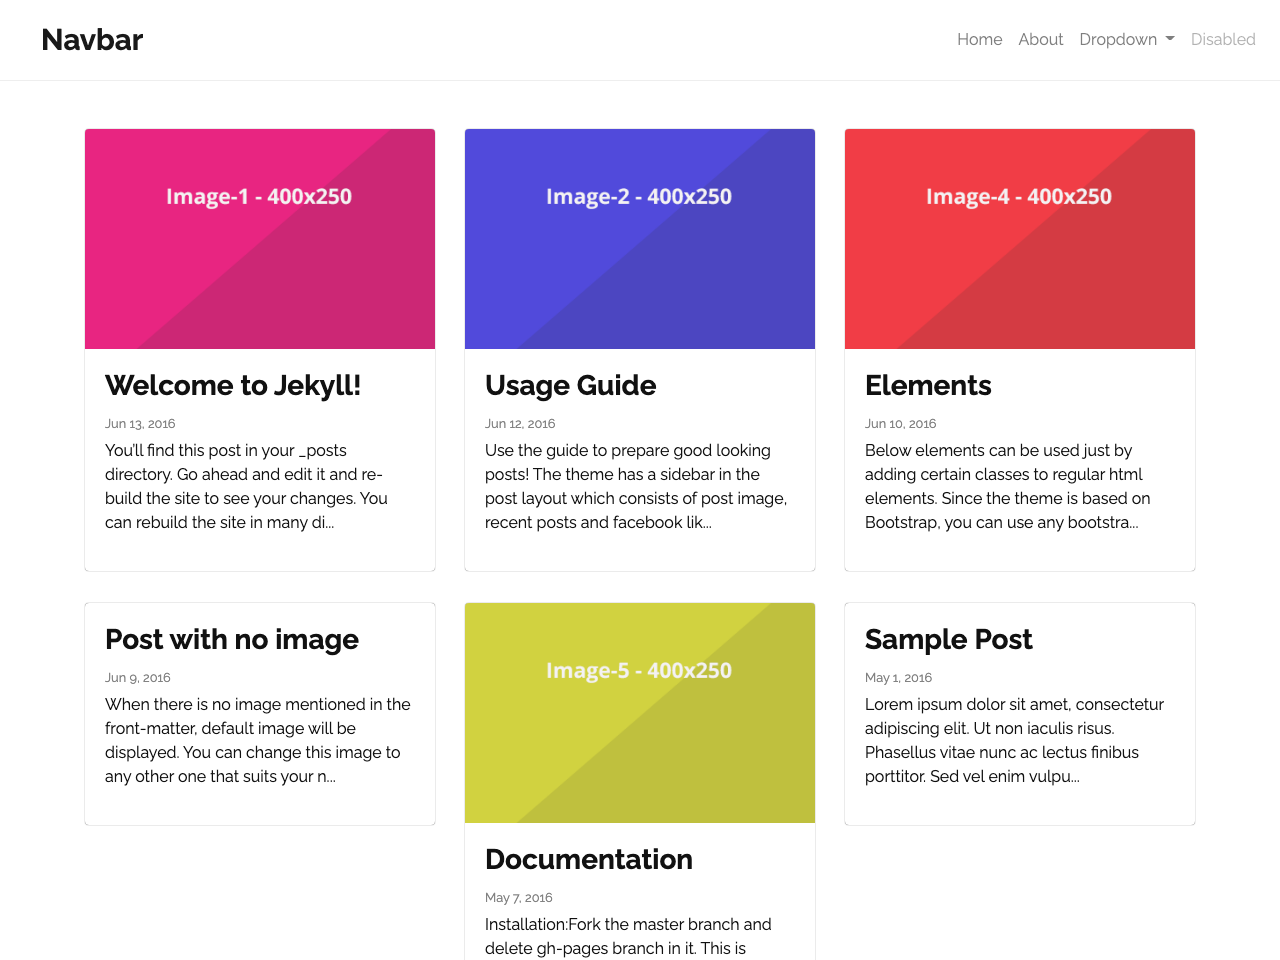 Navbar
Home About Dropdown Disabled
Image-1 - 400x250
Welcome to Jekyll!
Jun 13, 2016
You'll find this post in your _posts
directory. Go ahead and edit it and re-
build the site to see your changes. You
can rebuild the site in many di...
Image-2 - 400x250
Usage Guide
Jun 12, 2016
Use the guide to prepare good looking
posts! The theme has a sidebar in the
post layout which consists of post image,
recent posts and facebook lik...
Image-4 - 400x250
Elements
Jun 10, 2016
Below elements can be used just by
adding certain classes to regular html
elements. Since the theme is based on
Bootstrap, you can use any bootstra...
Post with no image
Jun 9, 2016
When there is no image mentioned in the
front-matter, default image will be
displayed. You can change this image to
any other one that suits your n...
Image-5 - 400x250
Documentation
May 7, 2016
Installation:Fork the master branch and
delete gh-pages branch in it. This is
Sample Post
May 1, 2016
Lorem ipsum dolor sit amet, consectetur
adipiscing elit. Ut non iaculis risus.
Phasellus vitae nunc ac lectus finibus
porttitor. Sed vel enim vulpu...